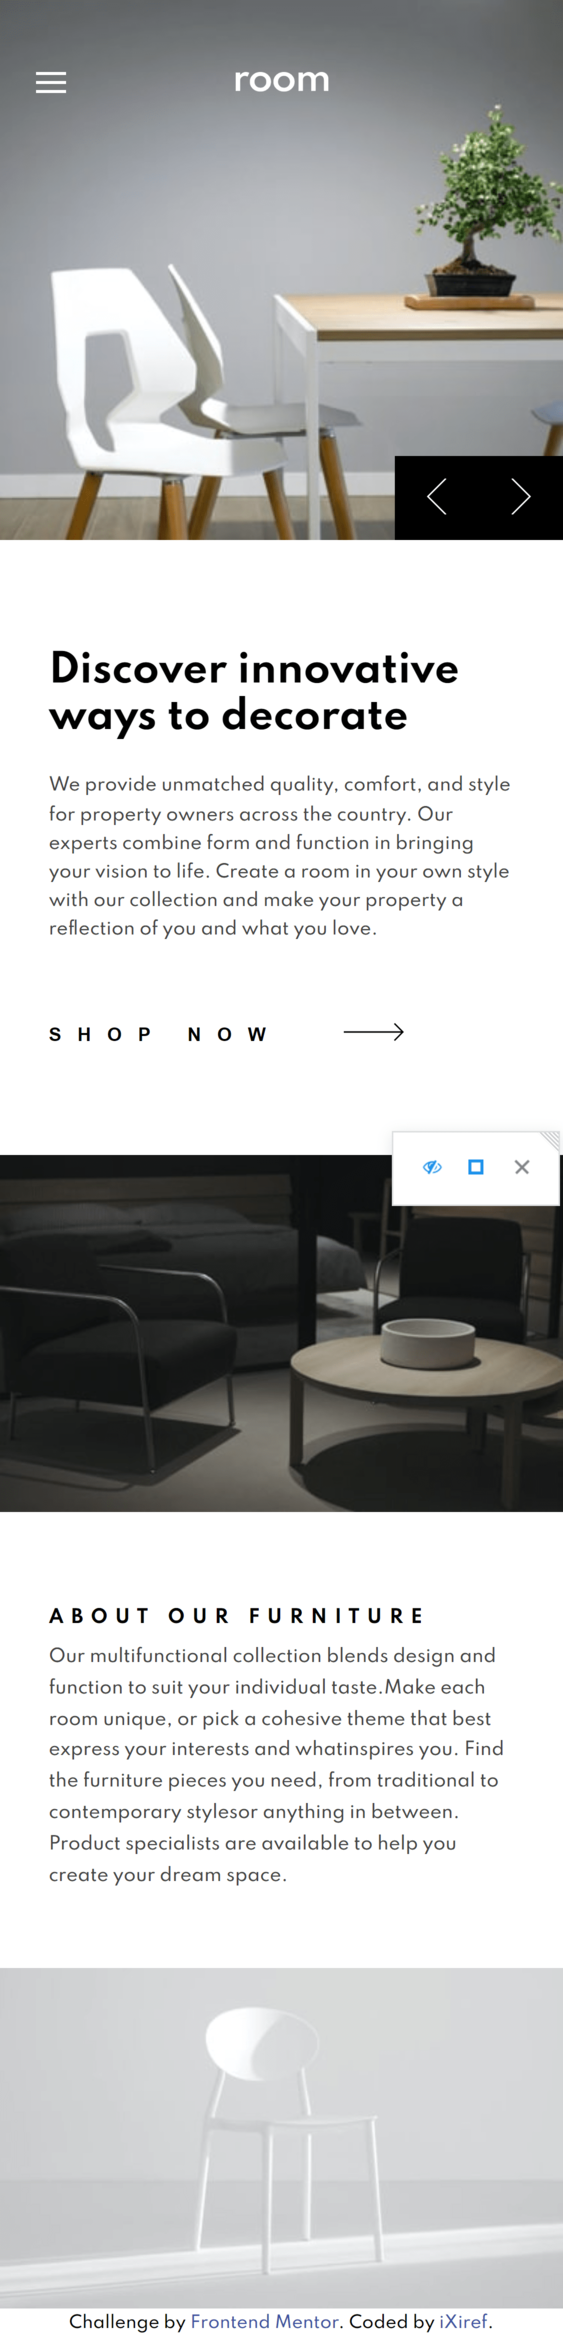 room
Discover innovative
ways to decorate
We provide unmatched quality, comfort, and style
for property owners across the country. Our
experts combine form and function in bringing
your vision to life. Create a room in your own style
with our collection and make your property a
reflection of you and what you love.
SHOP NOW
ABOUT OUR FURNITURE
Our multifunctional collection blends design and
function to suit your individual taste.Make each
room unique, or pick a cohesive theme that best
express your interests and whatinspires you. Find
the furniture pieces you need, from traditional to
contemporary stylesor anything in between.
Product specialists are available to help you
create your dream space.
Challenge by Frontend Mentor. Coded by iXiref.